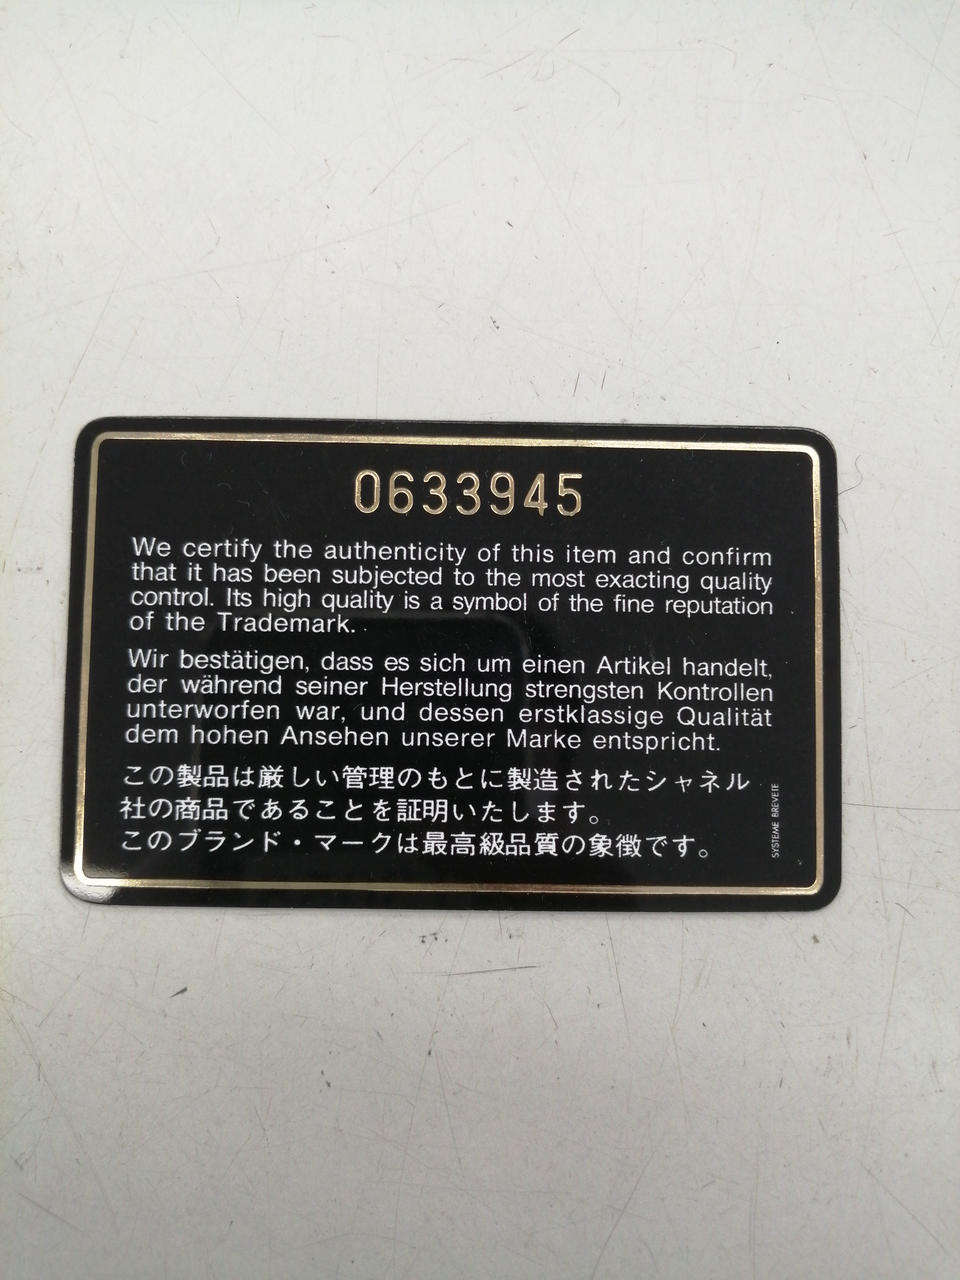 0633945
We certify the authenticity of this item and confirm
that it has been subjected to the most exacting quality
control. Its high quality is a symbol of the fine reputation
of the Trademark.
Wir bestätigen, dass es sich um einen Artikel handelt,
der während seiner Herstellung strengsten Kontrollen
unterworfen war, und dessen erstklassige Qualität
dem hohen Ansehen unserer Marke entspricht.
この製品は厳しい管理のもとに製造されたシャネル
社の商品であることを証明いたします。
このブランド・マークは最高級品質の象徴です。
SYSTEME BREVETE